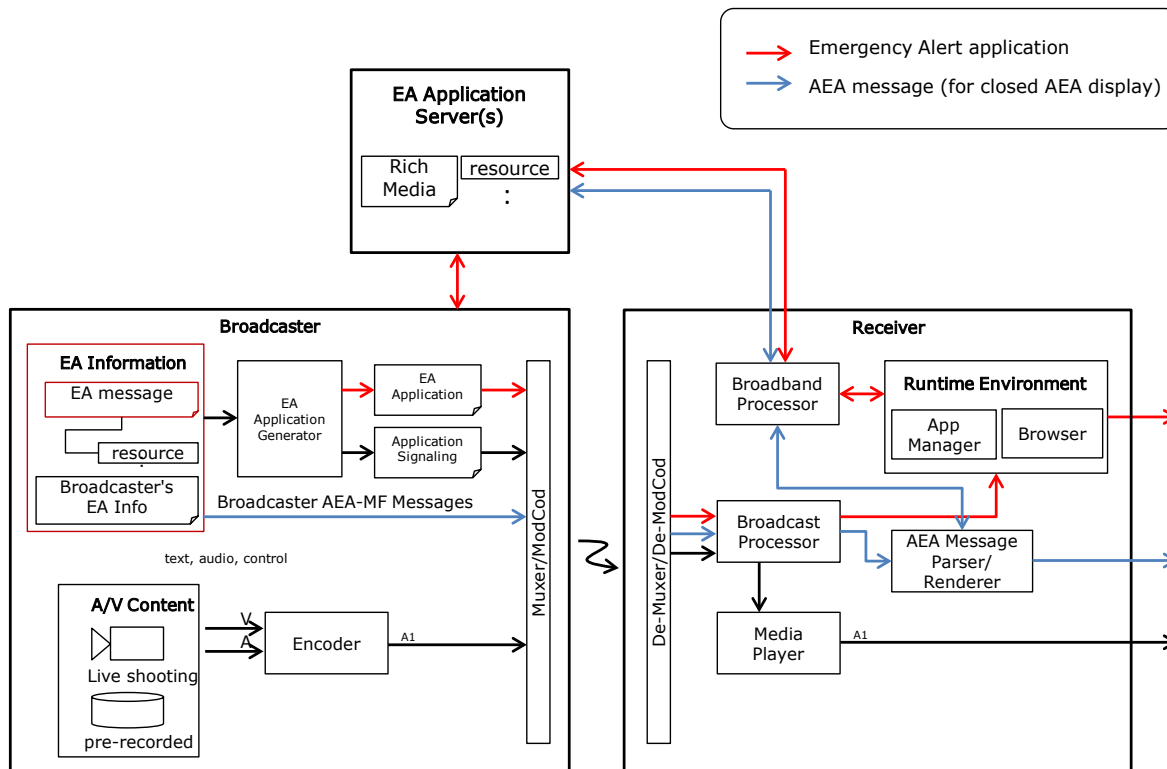 Emergency Alert application
AEA message (for closed AEA display)
EA Application
Server(s)
Rich
Media
resource
:
Broadcaster
EA Information
EA message
resource
:
Broadcaster's
EA Info
EA
Application
Generator
EA
Application
Application
Signaling
Broadcaster AEA-MF Messages
text, audio, control
A/V Content
Live shooting
pre-recorded
V
A
Encoder
A1
Muxer/ModCod
Receiver
De-Muxer/De-ModCod
Broadband
Processor
Runtime Environment
App
Manager
Browser
Broadcast
Processor
AEA Message
Parser/
Renderer
Media
Player
A1